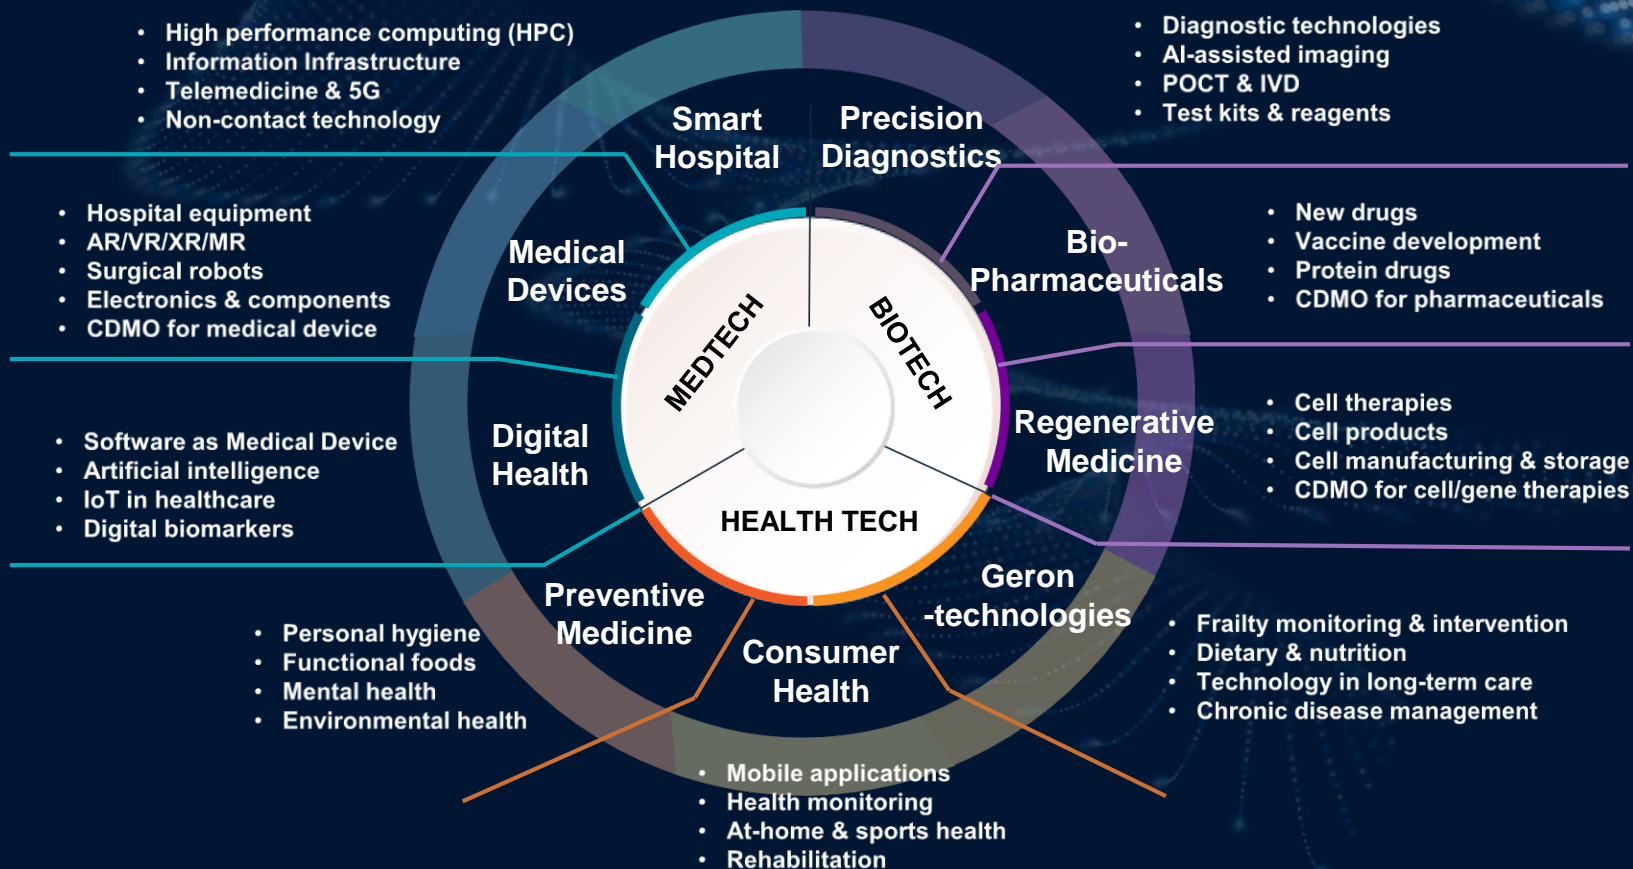 • High performance computing (HPC)
• Information Infrastructure
• Telemedicine & 5G
• Non-contact technology
• Diagnostic technologies
• AI-assisted imaging
• POCT & IVD
• Test kits & reagents
Smart
Hospital
Precision
Diagnostics
• Hospital equipment
• AR/VR/XR/MR
• Surgical robots
• Electronics & components
• CDMO for medical device
Medical
Devices
Bio-
Pharmaceuticals
• New drugs
• Vaccine development
• Protein drugs
• CDMO for pharmaceuticals
MEDTECH
BIOTECH
HEALTH TECH
• Software as Medical Device
• Artificial intelligence
• IoT in healthcare
• Digital biomarkers
Digital
Health
Regenerative
Medicine
• Cell therapies
• Cell products
• Cell manufacturing & storage
• CDMO for cell/gene therapies
• Personal hygiene
• Functional foods
• Mental health
• Environmental health
Preventive
Medicine
Consumer
Health
Geron
-technologies
• Frailty monitoring & intervention
• Dietary & nutrition
• Technology in long-term care
• Chronic disease management
• Mobile applications
• Health monitoring
• At-home & sports health
• Rehabilitation